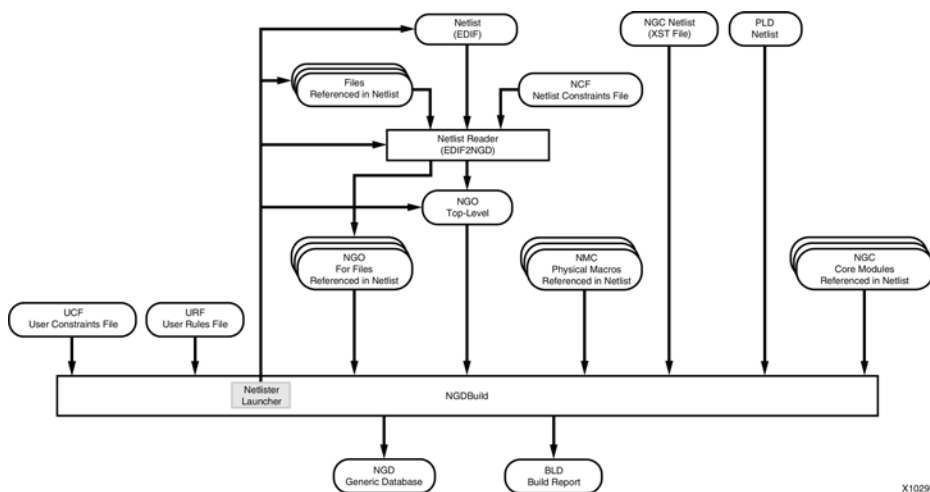 Netlist
(EDIF)
NGC Netlist
(XST File)
PLD
Netlist
Files
Referenced in Netlist
NCF
Netlist Constraints File
Netlist Reader
(EDIF2NGD)
NGO
Top-Level
NGO
For Files
Referenced in Netlist
NMC
Physical Macros
Referenced in Netlist
NGC
Core Modules
Referenced in Netlist
UCF
User Constraints File
URF
User Rules File
Netlister
Launcher
NGDBuild
NGD
Generic Database
BLD
Build Report
X1029